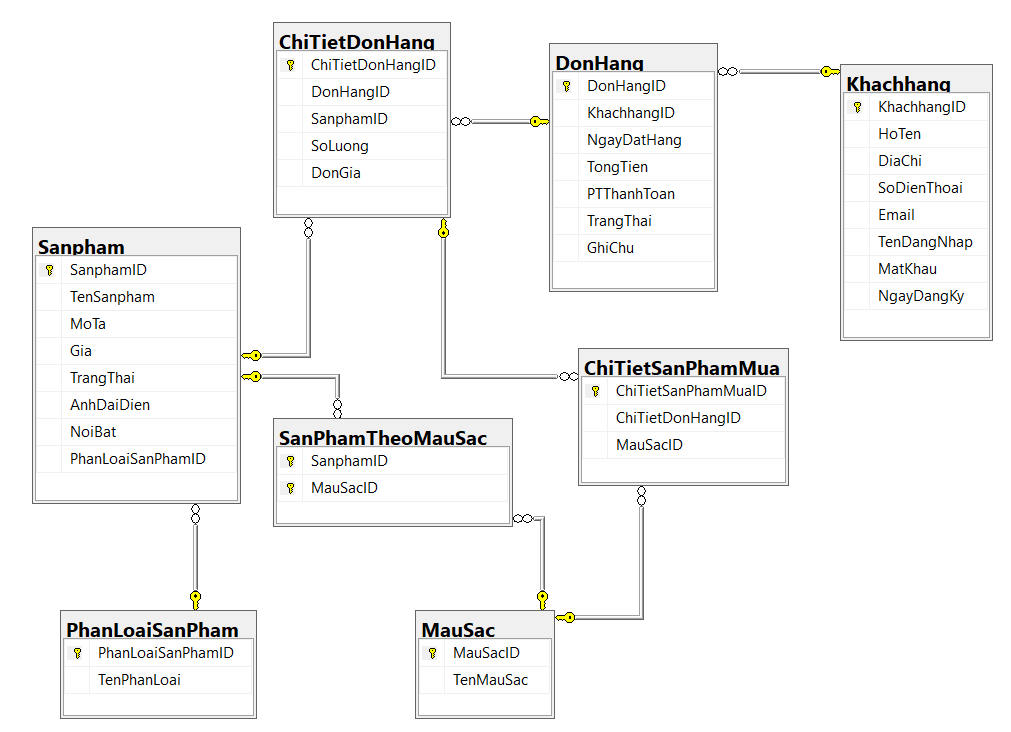 ChiTietDonHang
ChiTietDonHangID
DonHangID
SanphamID
SoLuong
DonGia
DonHang
DonHangID
KhachhangID
NgayDatHang
TongTien
PTThanhToan
TrangThai
GhiChu
Khachhang
KhachhangID
HoTen
DiaChi
SoDienThoai
Email
TenDangNhap
MatKhau
NgayDangKy
Sanpham
SanphamID
TenSanpham
MoTa
Gia
TrangThai
AnhDaiDien
NoiBat
PhanLoaiSanPhamID
ChiTietSanPhamMua
ChiTietSanPhamMuaID
ChiTietDonHangID
MauSacID
SanPhamTheoMauSac
SanphamID
MauSacID
PhanLoaiSanPham
PhanLoaiSanPhamID
TenPhanLoai
MauSac
MauSacID
TenMauSac